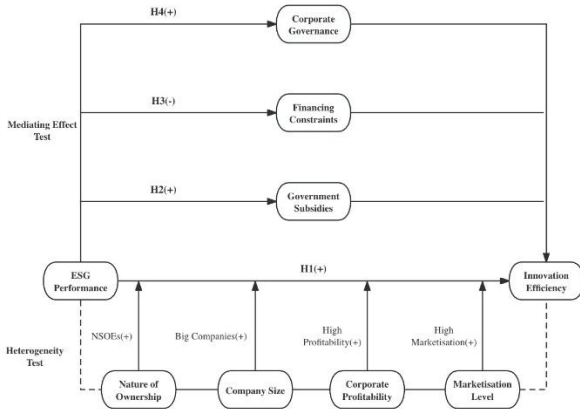 H4(+)
Corporate
Governance
H3(-)
Financing
Constraints
Mediating Effect
Test
H2(+)
Government
Subsidies
ESG
Performance
H1(+)
Innovation
Efficiency
NSOEs(+)
Big Companies(+)
High
Profitability(+)
High
Marketisation(+)
Heterogeneity
Test
Nature of
Ownership
Company Size
Corporate
Profitability
Marketisation
Level